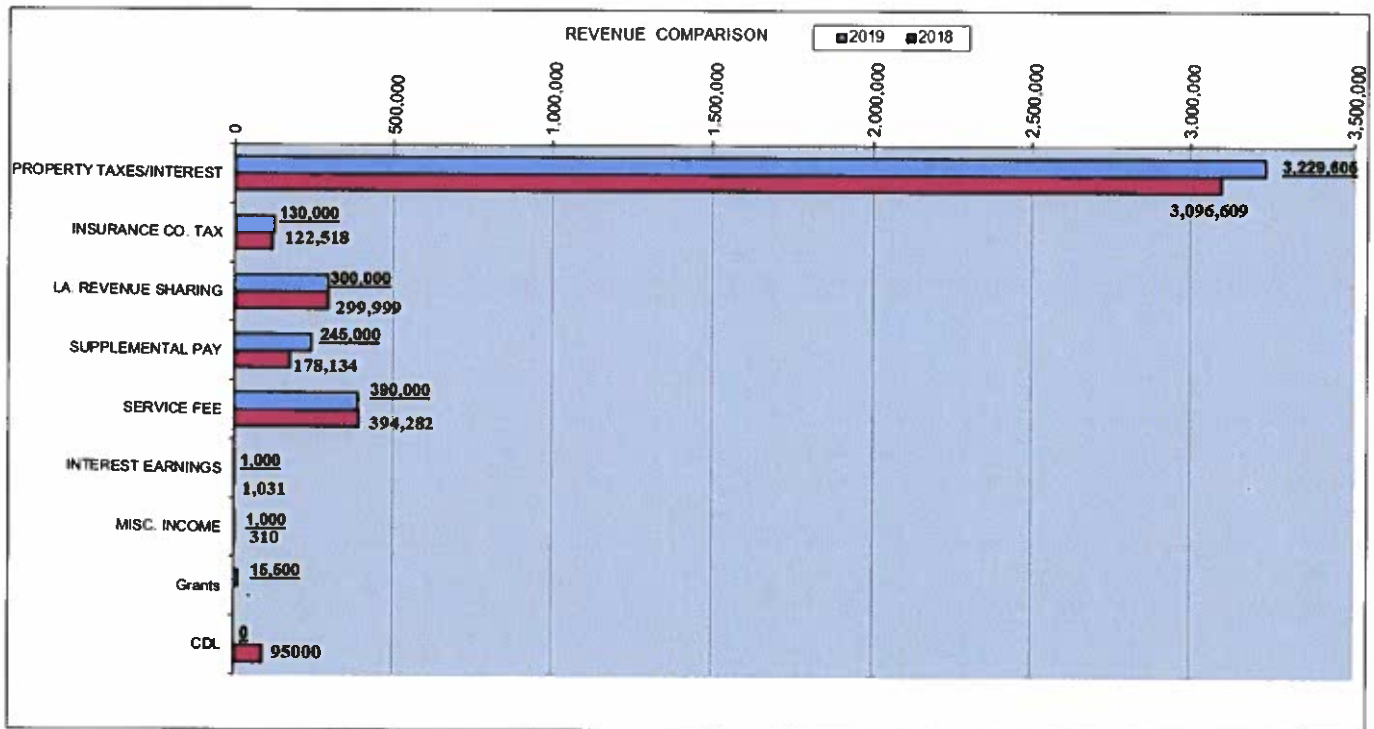 REVENUE COMPARISON
2019 2018
0 500,000 1,000,000 1,500,000 2,000,000 2,500,000 3,000,000 3,500,000
PROPERTY TAXES/INTEREST 3,229,606
3,096,609
INSURANCE CO. TAX 130,000
122,518
LA. REVENUE SHARING 300,000
299,999
SUPPLEMENTAL PAY 245,000
178,134
SERVICE FEE 390,000
394,282
INTEREST EARNINGS 1,000
1,031
MISC. INCOME 1,000
310
Grants 15,500
CDL 0
95000